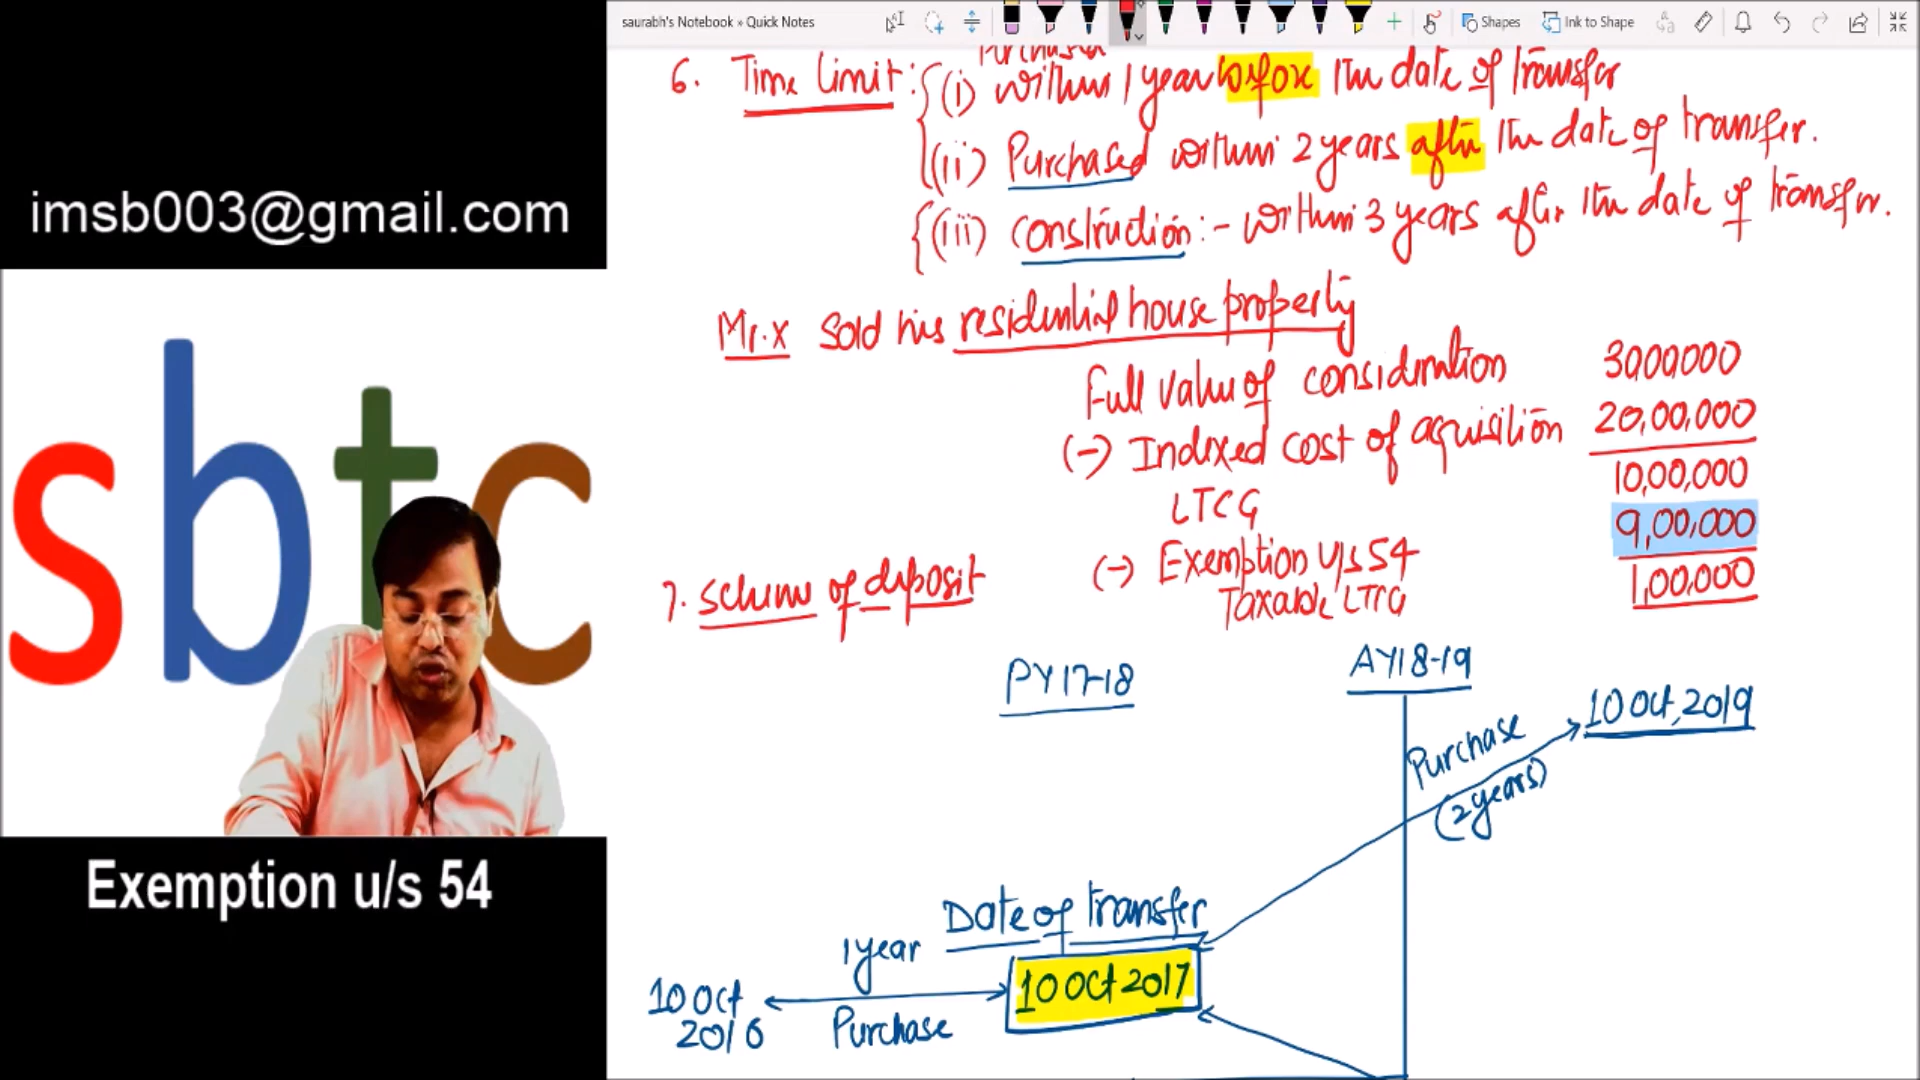 saurabh's Notebook » Quick Notes
Shapes
Ink to Shape
imsb003@gmail.com
sbtc
Exemption u/s 54
Purchased
6. Time Limit: (i) within 1 year before the date of transfer
(ii) Purchased within 2 years after the date of transfer.
(iii) construction:- within 3 years after the date of transfer.
Mr. X sold his residential house property
Full value of consideration 3000000
(-) Indexed cost of acquisition 20,00,000
LTCG 10,00,000
(-) Exemption u/s 54 9,00,000
Taxable LTCG 1,00,000
7. Scheme of deposit
PY17-18
AY18-19
10 Oct, 2019
Purchase
(2 years)
Date of transfer
10 Oct 2017
1 year
Purchase
10 Oct
2016